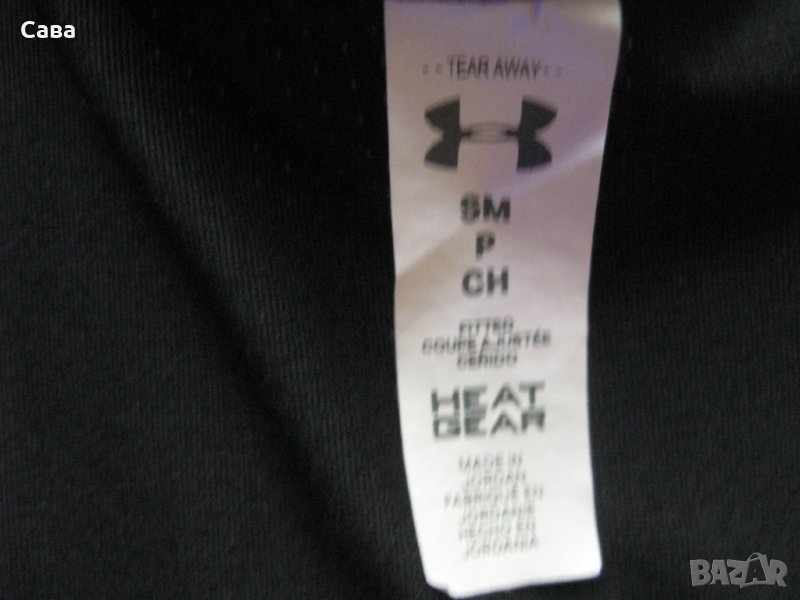 Сава
TEAR AWAY
SM
P
CH
FITTED
COUPE AJUSTÉE
CEÑIDO
HEAT
GEAR
MADE IN
JORDAN
FABRIQUÉ EN
JORDANIE
HECHO EN
JORDANIA
BAZAR